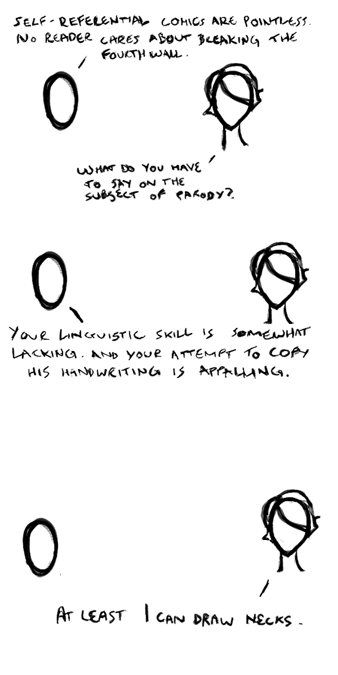 SELF-REFERENTIAL COMICS ARE POINTLESS.
NO READER CARES ABOUT BREAKING THE
FOURTH WALL.
WHAT DO YOU HAVE
TO SAY ON THE
SUBJECT OF PARODY?
YOUR LINGUISTIC SKILL IS SOMEWHAT
LACKING. AND YOUR ATTEMPT TO COPY
HIS HANDWRITING IS APPALLING.
AT LEAST I CAN DRAW NECKS.